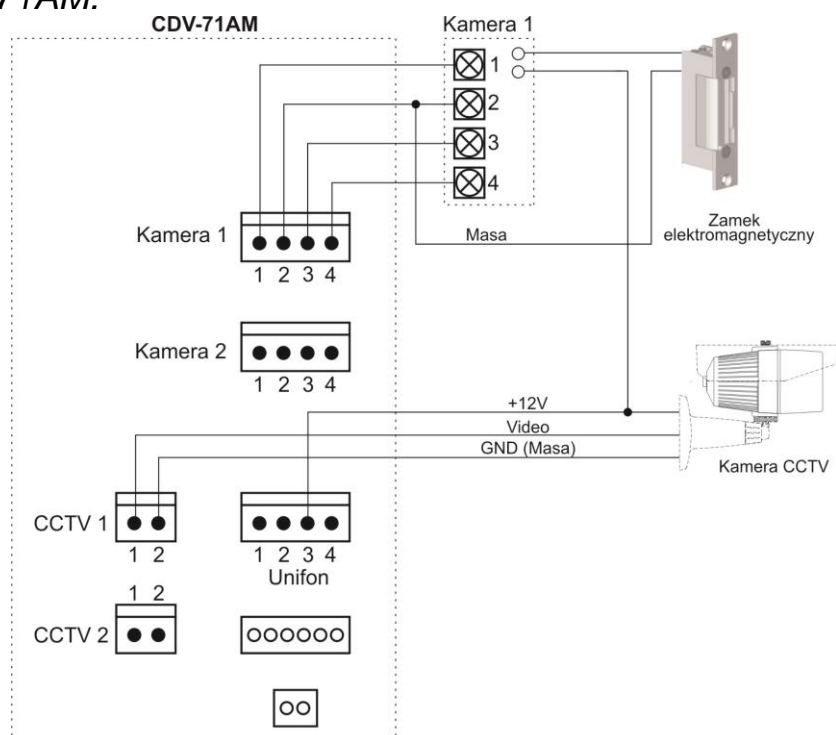 71AM.
CDV-71AM
Kamera 1
1
2
3
4
Kamera 1
1 2 3 4
Masa
Zamek
elektromagnetyczny
Kamera 2
1 2 3 4
+12V
Video
GND (Masa)
Kamera CCTV
CCTV 1
1 2
1 2 3 4
Unifon
1 2
CCTV 2